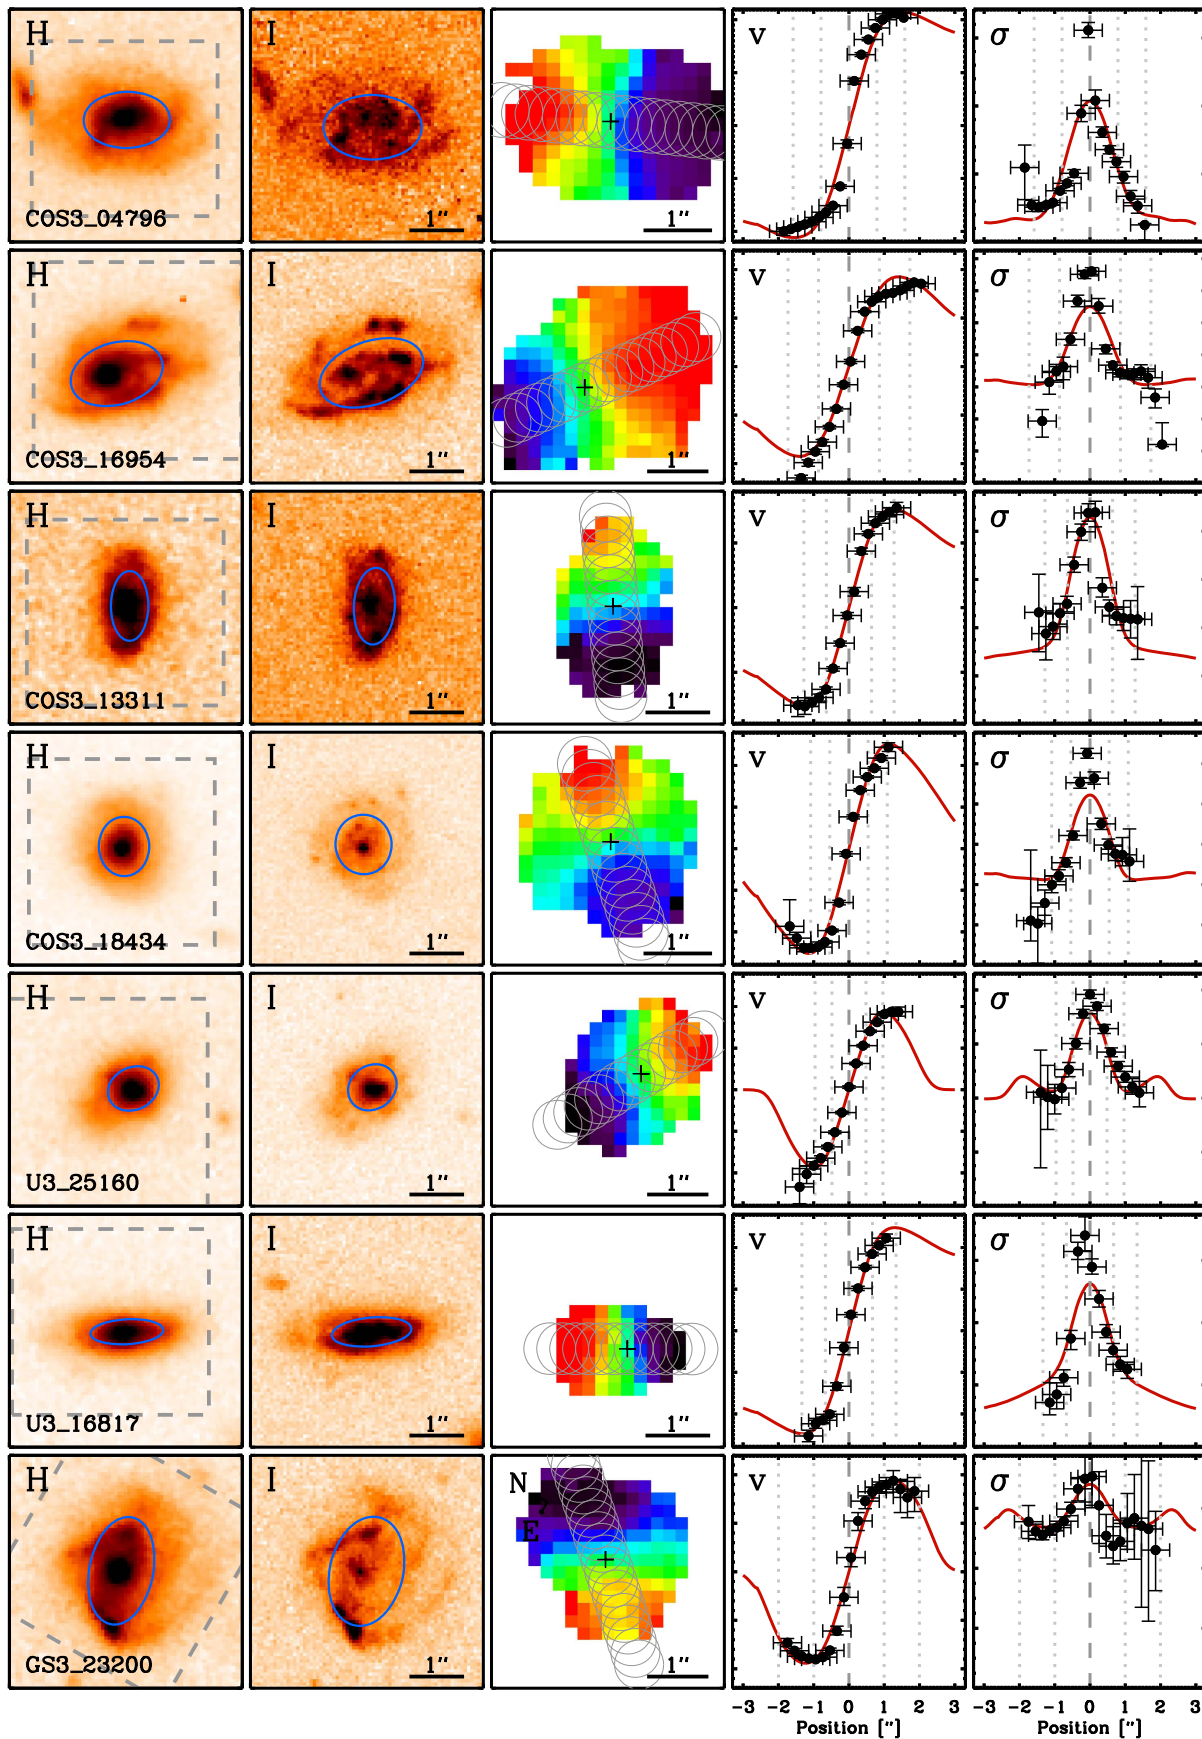 H I v σ
COS3_04796 1″ 1″
H I v σ
COS3_16954 1″ 1″
H I v σ
COS3_13311 1″ 1″
H I v σ
COS3_18434 1″ 1″
H I v σ
U3_25160 1″ 1″
H I v σ
U3_16817 1″ 1″
H I N v σ
E
GS3_23200 1″ 1″
-3 -2 -1 0 1 2 3 -3 -2 -1 0 1 2 3
Position [″] Position [″]